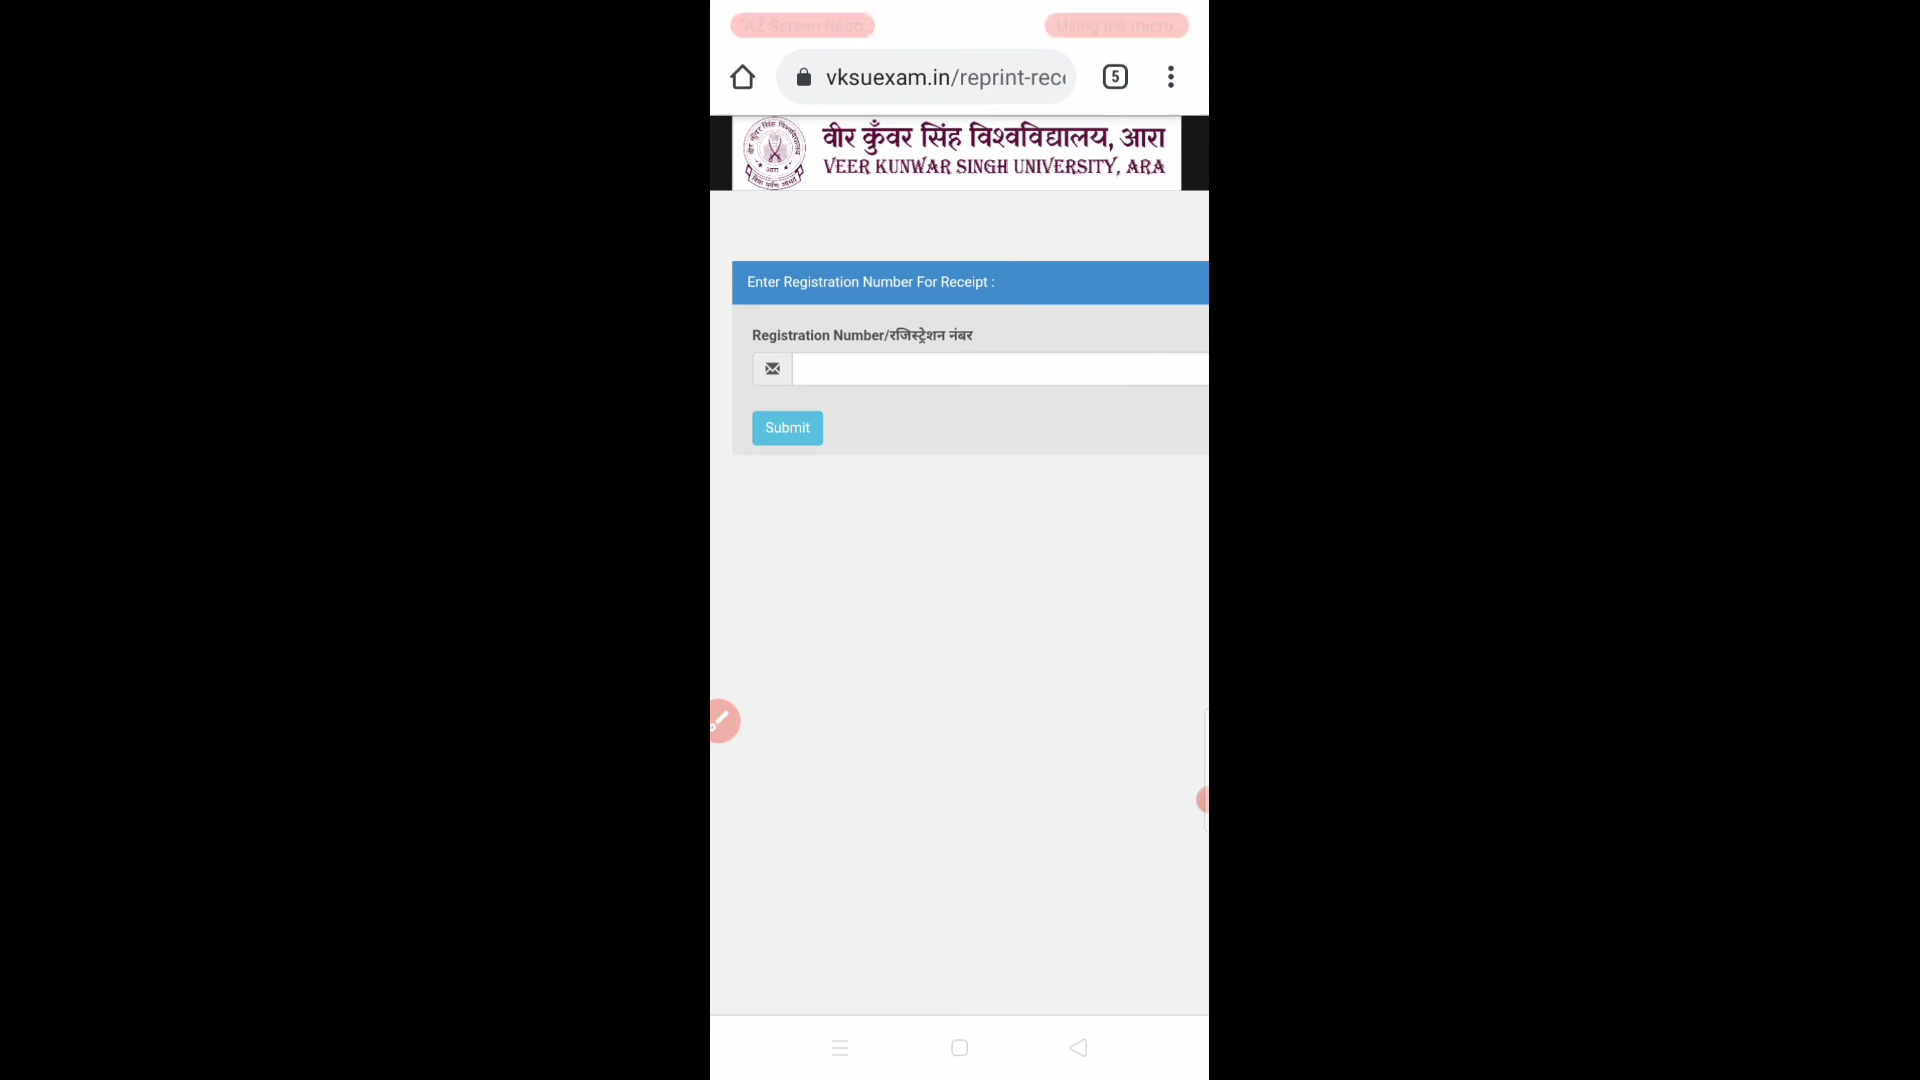 vksuexam.in/reprint-rec
5
वीर कुँवर सिंह विश्वविद्यालय, आरा
VEER KUNWAR SINGH UNIVERSITY, ARA
आरा
Enter Registration Number For Receipt :
Registration Number/रजिस्ट्रेशन नंबर
Submit